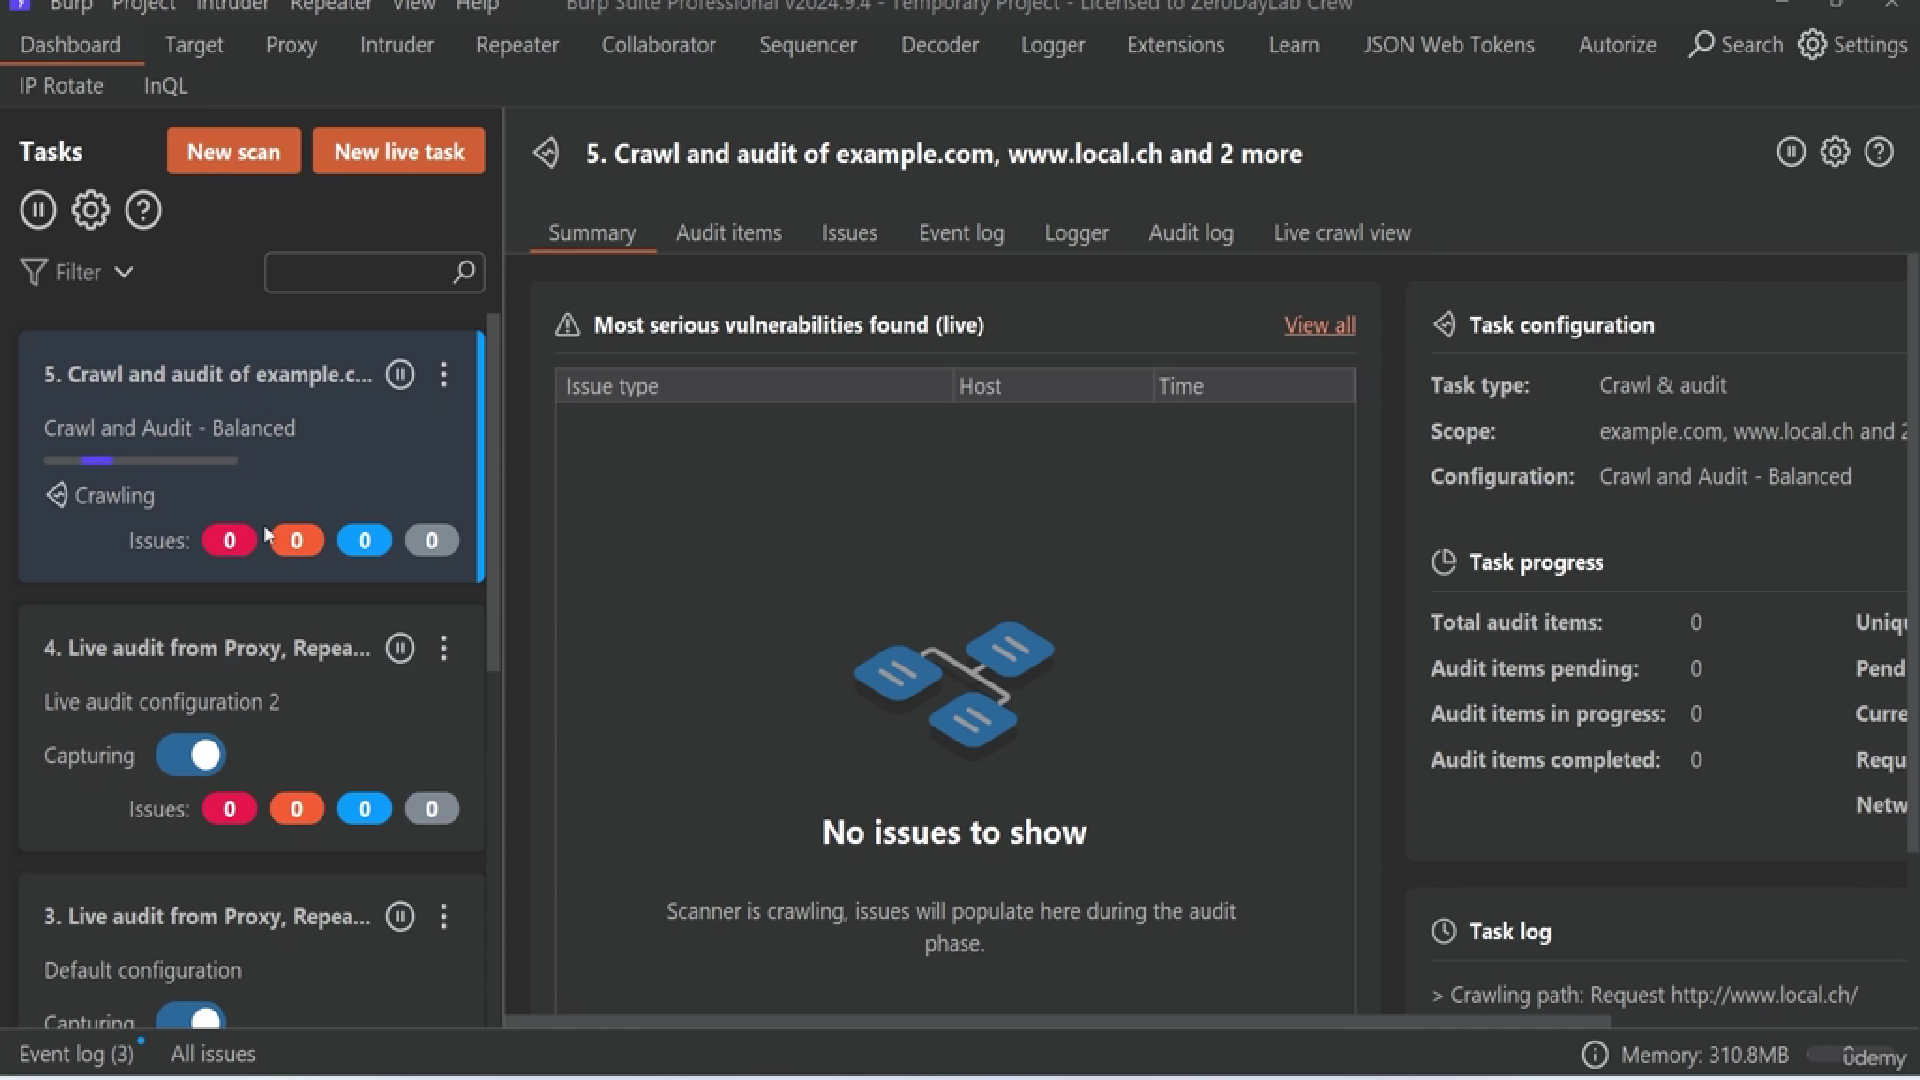 Burp Project Intruder Repeater View Help Burp Suite Professional v2024.9.4 - Temporary Project - Licensed to ZeroDayLab Crew
Dashboard Target Proxy Intruder Repeater Collaborator Sequencer Decoder Logger Extensions Learn JSON Web Tokens Autorize Search Settings
IP Rotate InQL
Tasks New scan New live task
Filter
5. Crawl and audit of example.c...
Crawl and Audit - Balanced
Crawling
Issues: 0 0 0 0
4. Live audit from Proxy, Repea...
Live audit configuration 2
Capturing
Issues: 0 0 0 0
3. Live audit from Proxy, Repea...
Default configuration
Capturing
5. Crawl and audit of example.com, www.local.ch and 2 more
Summary Audit items Issues Event log Logger Audit log Live crawl view
Most serious vulnerabilities found (live) View all
Issue type Host Time
No issues to show
Scanner is crawling, issues will populate here during the audit
phase.
Task configuration
Task type: Crawl & audit
Scope: example.com, www.local.ch and 2
Configuration: Crawl and Audit - Balanced
Task progress
Total audit items: 0 Uniq
Audit items pending: 0 Pend
Audit items in progress: 0 Curre
Audit items completed: 0 Requ
Netw
Task log
> Crawling path: Request http://www.local.ch/
Event log (3) All issues Memory: 310.8MB udemy